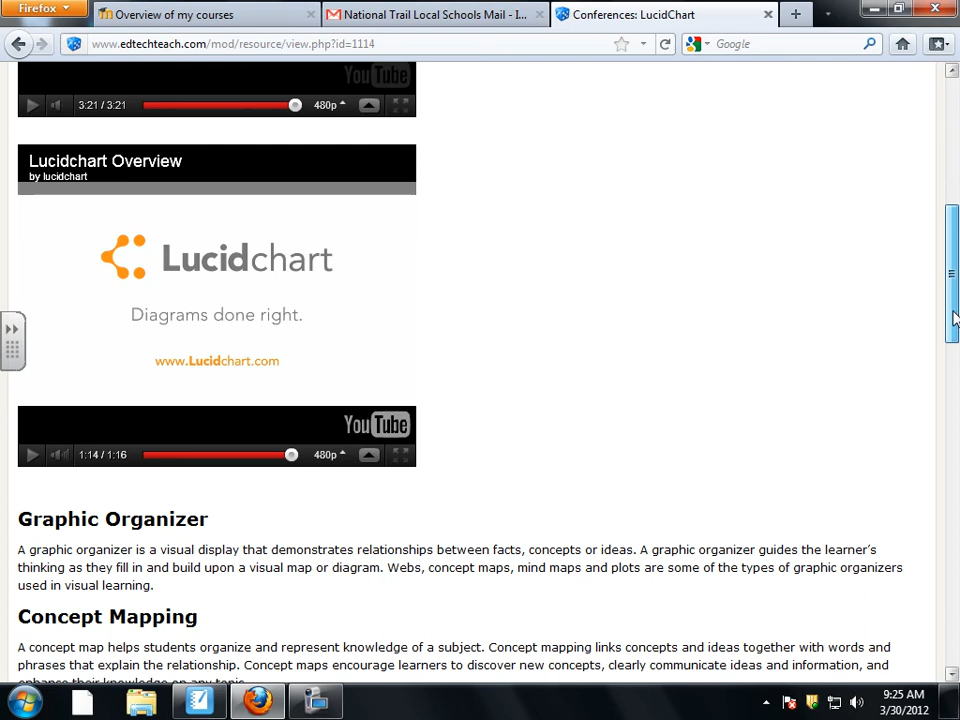 Firefox
Overview of my courses
National Trail Local Schools Mail - I...
Conferences: LucidChart
www.edtechteach.com/mod/resource/view.php?id=1114
Google
YouTube
3:21 / 3:21
480p
Lucidchart Overview
by lucidchart
Lucidchart
Diagrams done right.
www.Lucidchart.com
YouTube
1:14 / 1:16
480p
Graphic Organizer
A graphic organizer is a visual display that demonstrates relationships between facts, concepts or ideas. A graphic organizer guides the learner's
thinking as they fill in and build upon a visual map or diagram. Webs, concept maps, mind maps and plots are some of the types of graphic organizers
used in visual learning.
Concept Mapping
A concept map helps students organize and represent knowledge of a subject. Concept mapping links concepts and ideas together with words and
phrases that explain the relationship. Concept maps encourage learners to discover new concepts, clearly communicate ideas and information, and
enhance their knowledge on any topic.
9:25 AM
3/30/2012